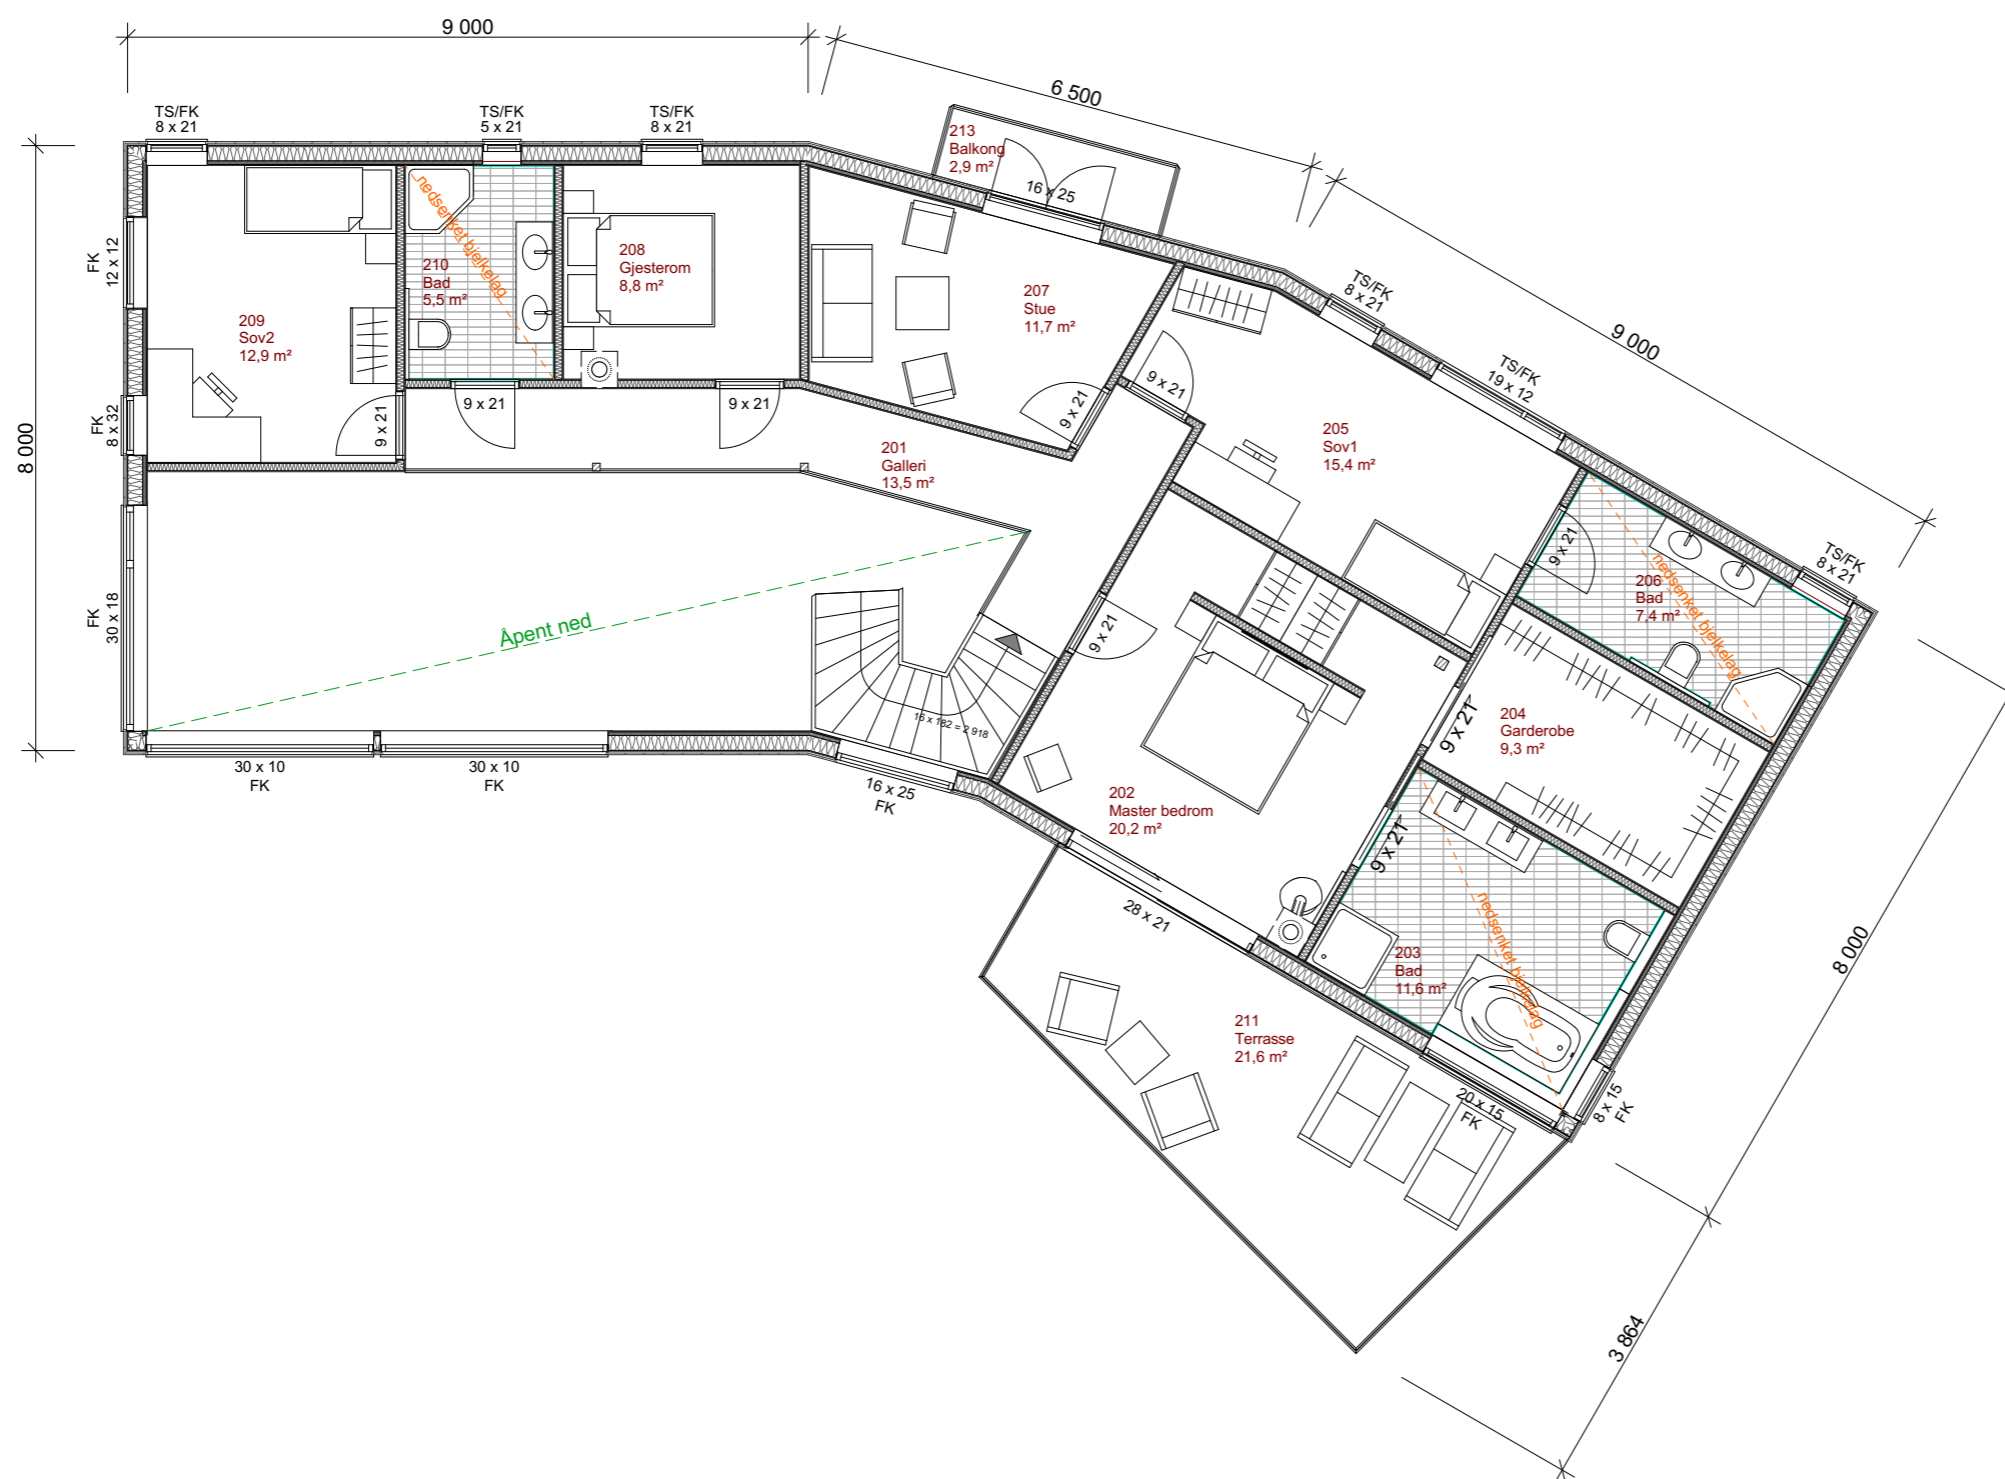 9 000
6 500
9 000
8 000
8 000
3 864
TS/FK
8 x 21
TS/FK
5 x 21
TS/FK
8 x 21
213
Balkong
2,9 m²
16 x 25
FK
12 x 12
209
Sov2
12,9 m²
nedsenket bjelkelag
210
Bad
5,5 m²
208
Gjesterom
8,8 m²
207
Stue
11,7 m²
TS/FK
8 x 21
TS/FK
19 x 12
TS/FK
8 x 21
FK
8 x 32
9 x 21
9 x 21
9 x 21
9 x 21
9 x 21
201
Galleri
13,5 m²
205
Sov1
15,4 m²
9 x 21
nedsenket bjelkelag
206
Bad
7,4 m²
FK
30 x 18
Åpent ned
9 x 21
16 x 182 = 2 918
9 x 21
204
Garderobe
9,3 m²
30 x 10
FK
30 x 10
FK
16 x 25
FK
202
Master bedrom
20,2 m²
9 x 21
28 x 21
nedsenket bjelkelag
203
Bad
11,6 m²
211
Terrasse
21,6 m²
20 x 15
FK
8 x 15
FK